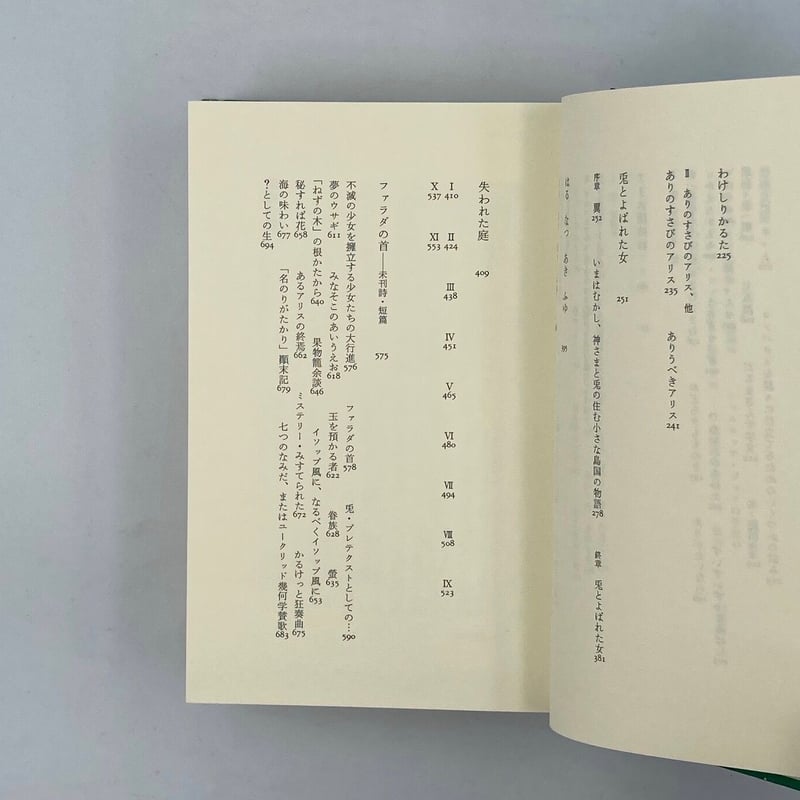 わけしりかるた 225
Ⅱ ありのすさびのアリス、他
ありのすさびのアリス 235 ありうべきアリス 241
兎とよばれた女 251
序章 翼 252 いまはむかし、神さまと兎の住む小さな島国の物語 278 終章 兎とよばれた女 381
はる なつ あき ふゆ 395
失われた庭 409
Ⅰ 410 Ⅱ 424 Ⅲ 438 Ⅳ 451 Ⅴ 465 Ⅵ 480 Ⅶ 494 Ⅷ 508 Ⅸ 523
Ⅹ 537 Ⅺ 553
ファラダの首――未刊詩・短篇 575
不滅の少女を擁立する少女たちの大行進 576 ファラダの首 578 兎・プレテクストとしての… 590
夢のウサギ 611 みなそこのあいうえお 618 玉を預かる者 622 眷族 628 螢 635
「ねずの木」の根かたから 640 果物籠余談 646 イソップ風に、なるべくイソップ風に 653
秘すれば花 658 あるアリスの終焉 662 ミステリー・みすてられた 672 かるけっと狂奏曲 675
海の味わい 677 「名のりがたかり」顚末記 679 七つのなみだ、またはユークリッド幾何学賛歌 683
？としての生 694